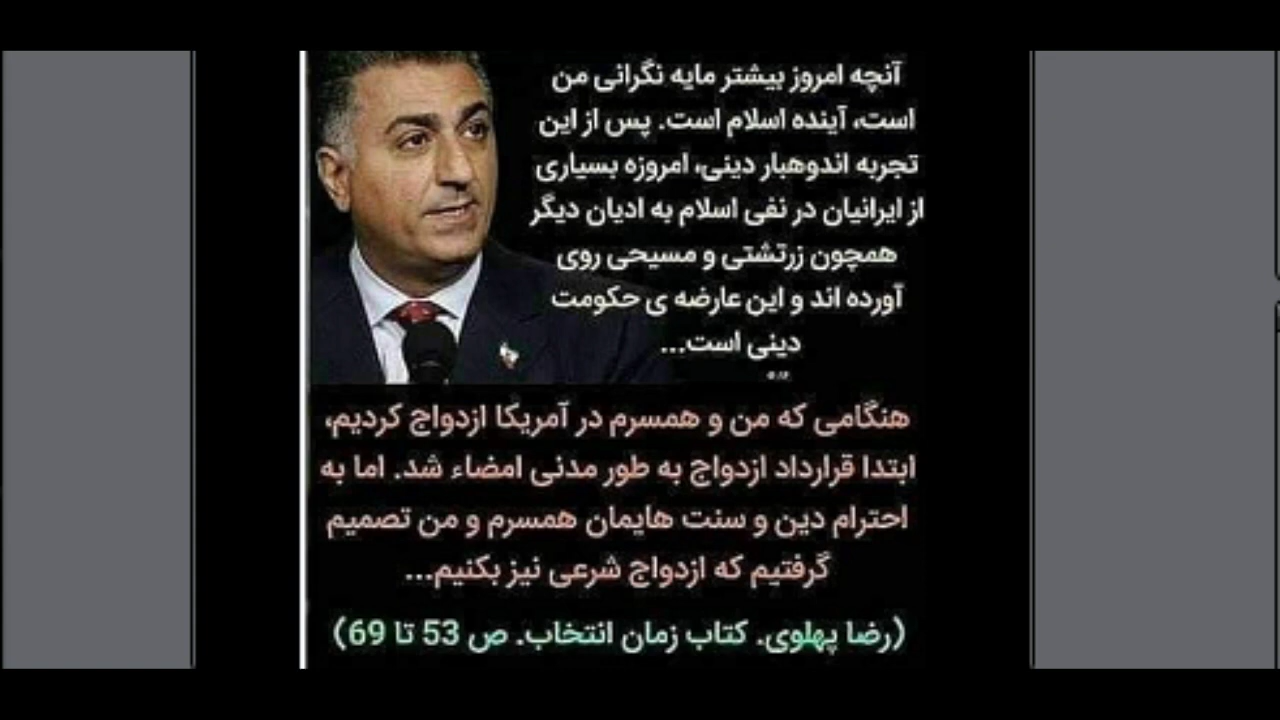 آنچه امروز بیشتر مایه نگرانی من
است، آینده اسلام است. پس از این
تجربه اندوهبار دینی، امروزه بسیاری
از ایرانیان در نفی اسلام به ادیان دیگر
همچون زرتشتی و مسیحی روی
آورده اند و این عارضه ی حکومت
دینی است...
هنگامی که من و همسرم در آمریکا ازدواج کردیم،
ابتدا قرارداد ازدواج به طور مدنی امضاء شد. اما به
احترام دین و سنت هایمان همسرم و من تصمیم
گرفتیم که ازدواج شرعی نیز بکنیم...
(رضا پهلوی. کتاب زمان انتخاب. ص 53 تا 69)